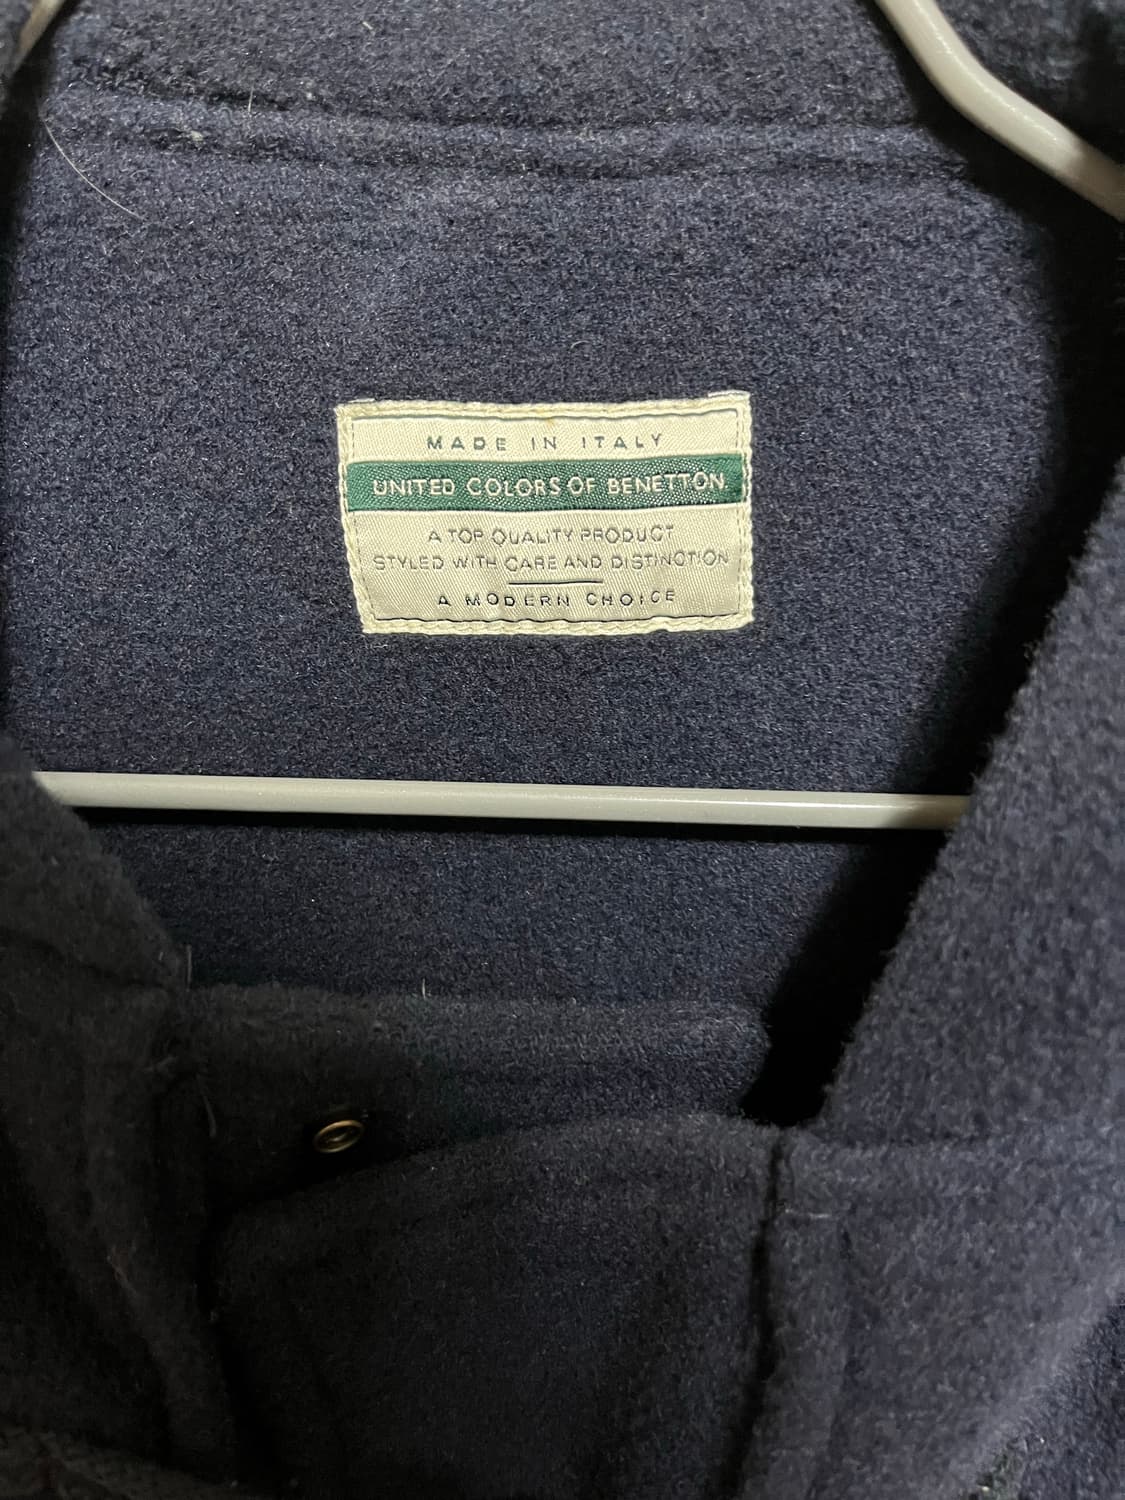 MADE IN ITALY
UNITED COLORS OF BENETTON
A TOP QUALITY PRODUCT
STYLED WITH CARE AND DISTINCTION
A MODERN CHOICE